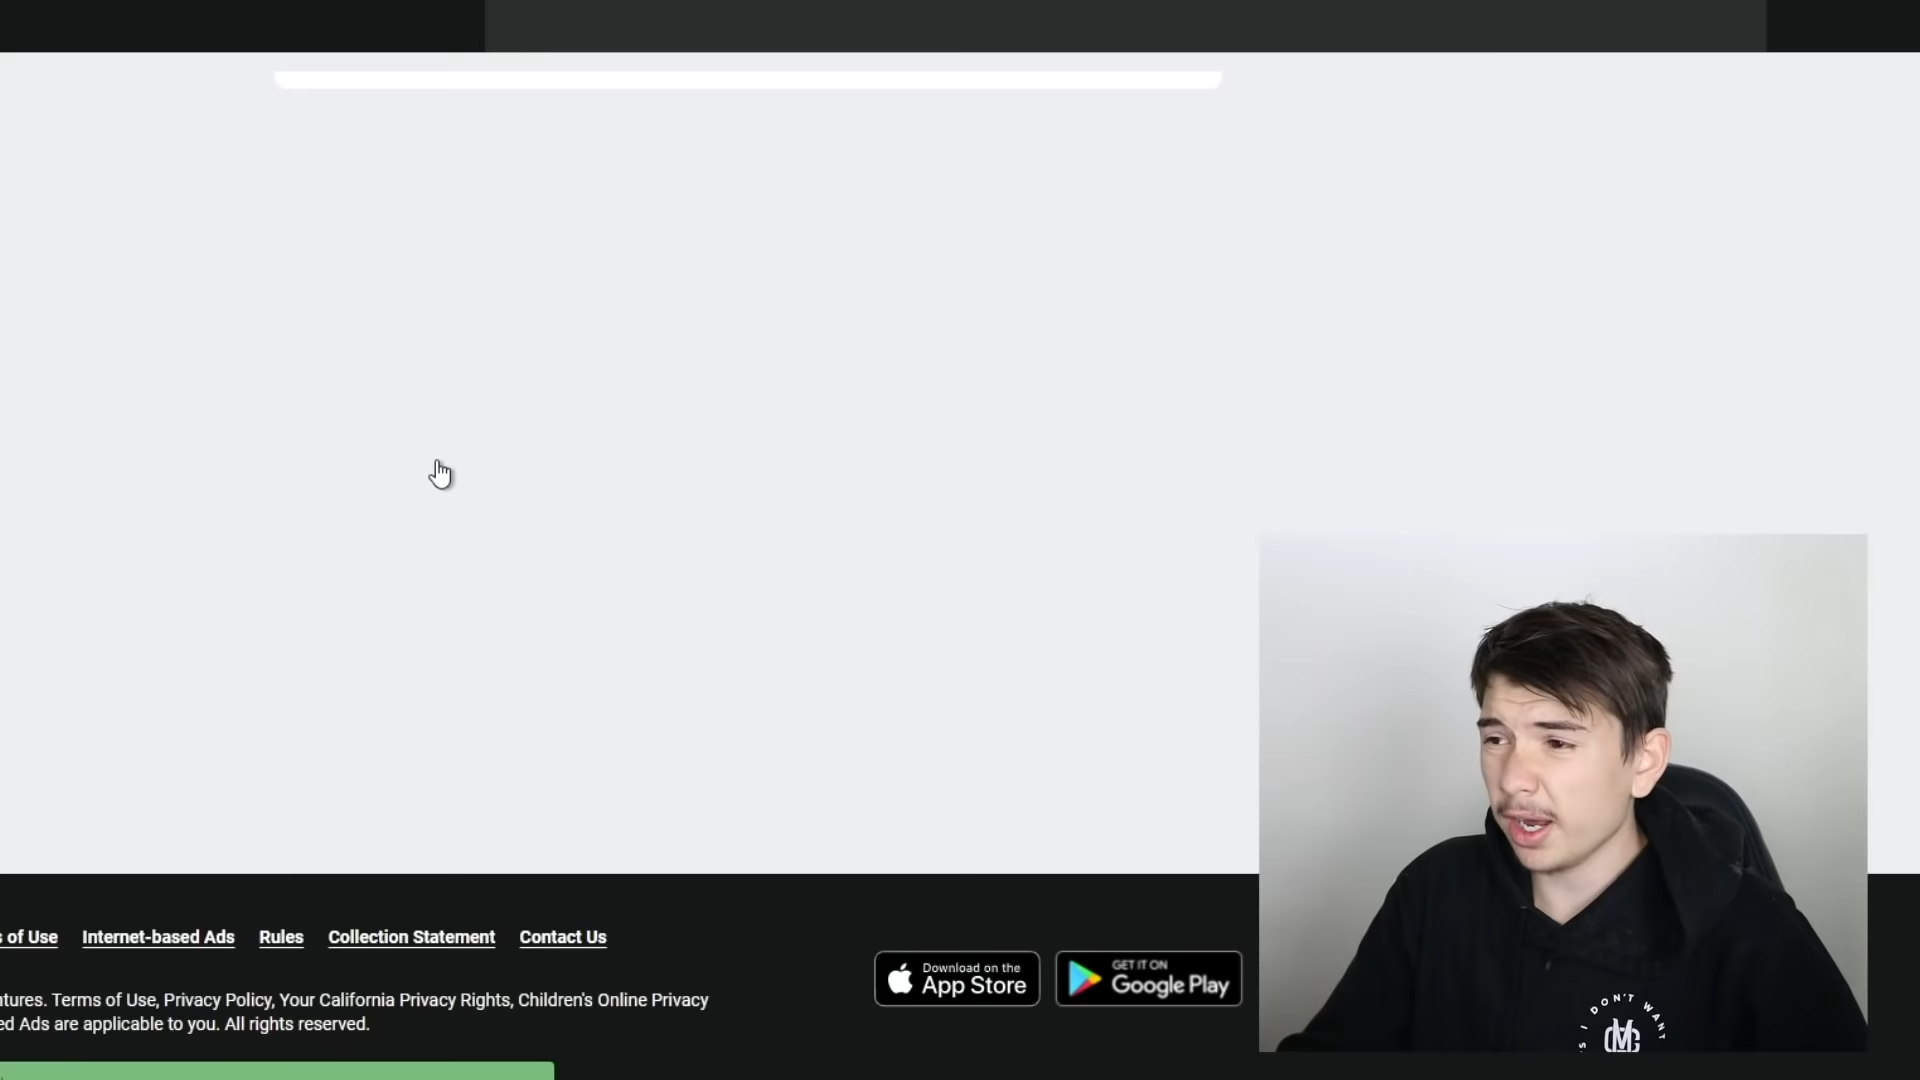 of Use Internet-based Ads Rules Collection Statement Contact Us
Download on the
App Store
GET IT ON
Google Play
Terms of Use, Privacy Policy, Your California Privacy Rights, Children's Online Privacy
Ads are applicable to you. All rights reserved.
I DON'T WANT